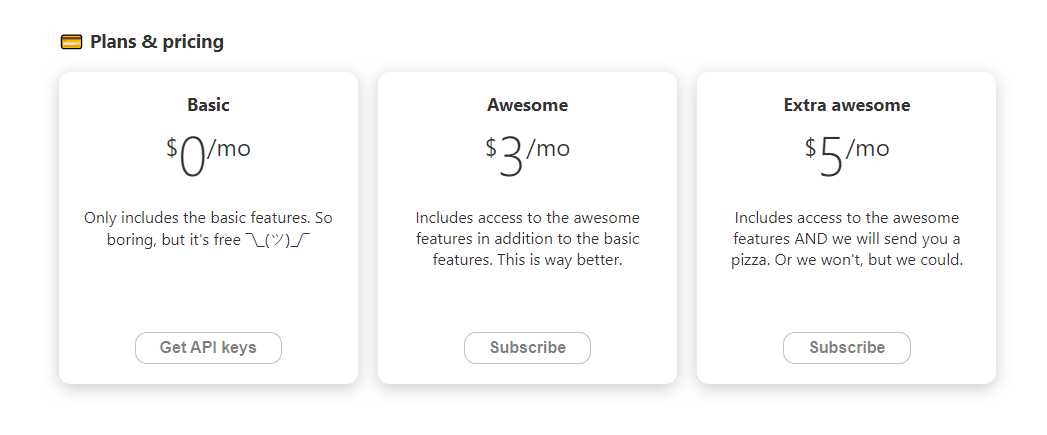 💳 Plans & pricing
Basic
$0/mo
Only includes the basic features. So
boring, but it's free ¯\_(ツ)_/¯
Get API keys
Awesome
$3/mo
Includes access to the awesome
features in addition to the basic
features. This is way better.
Subscribe
Extra awesome
$5/mo
Includes access to the awesome
features AND we will send you a
pizza. Or we won't, but we could.
Subscribe